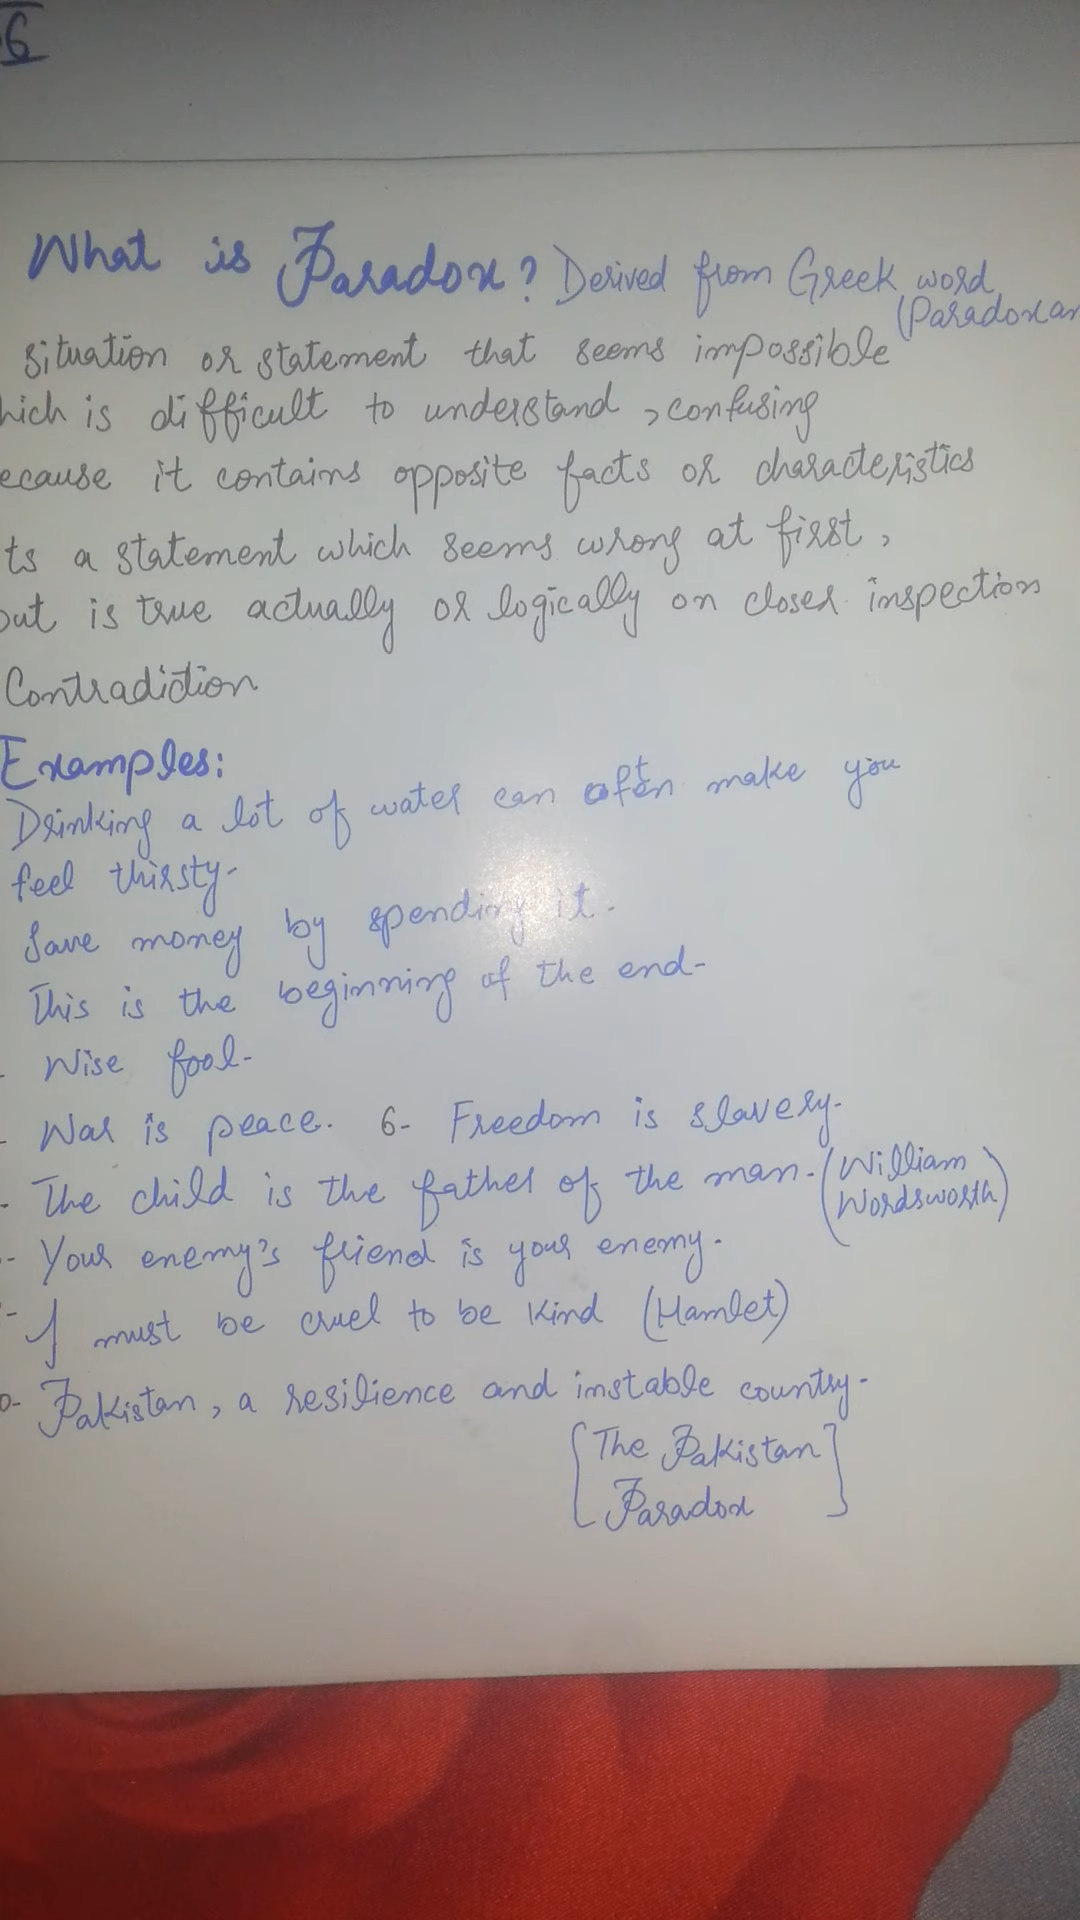 6
What is Paradox? Derived from Greek word
(Paradoxan
situation or statement that seems impossible
hich is difficult to understand, confusing
ecause it contains opposite facts or characteristics
ts a statement which seems wrong at first,
out is true actually or logically on closer inspection
Contradiction
Examples:
Drinking a lot of water can often make you
feel thirsty-
Save money by spending it.
This is the beginning of the end-
- Wise fool-
- War is peace. 6- Freedom is slavery-
- The child is the father of the man-(William
Wordsworth)
- Your enemy's friend is your enemy-
- I must be cruel to be kind (Hamlet)
0- Pakistan, a resilience and instable country-
[The Pakistan
Paradox]